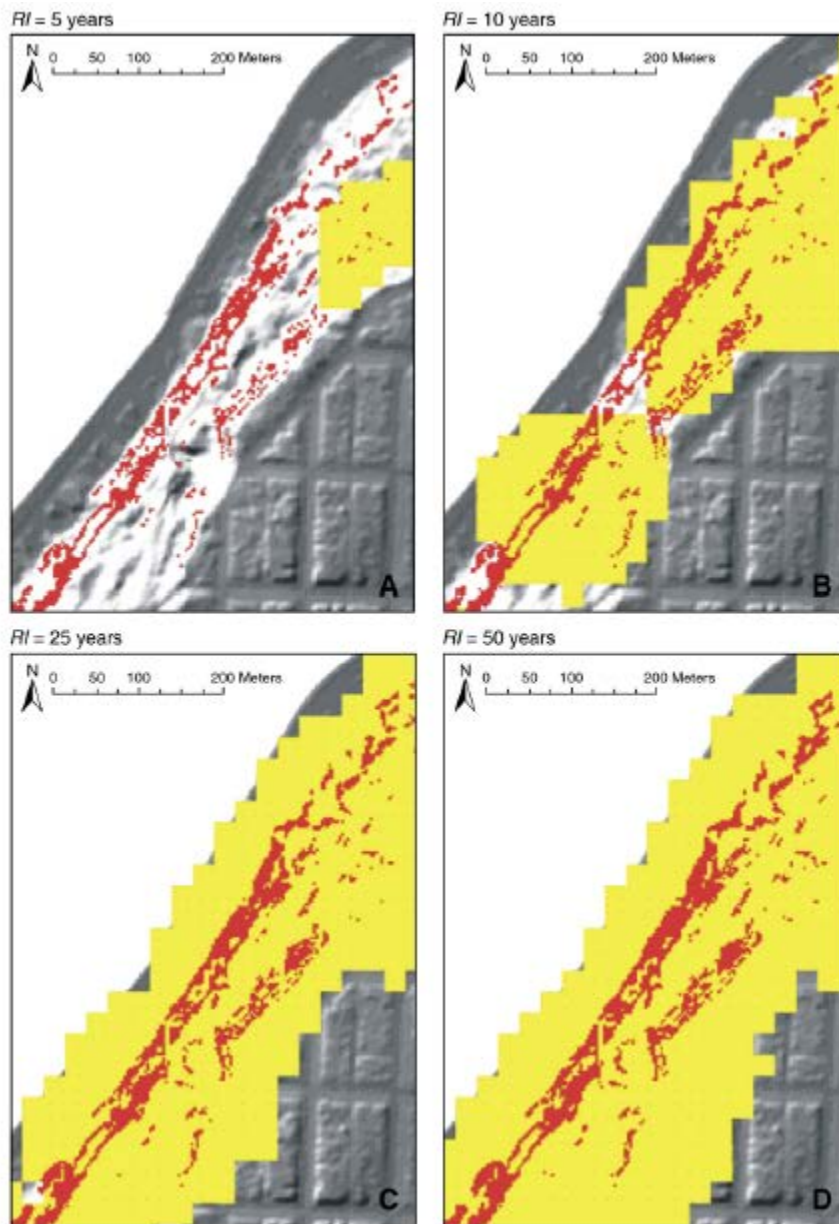 RI = 5 years
N
0 50 100 200 Meters
A
RI = 10 years
N
0 50 100 200 Meters
B
RI = 25 years
N
0 50 100 200 Meters
C
RI = 50 years
N
0 50 100 200 Meters
D